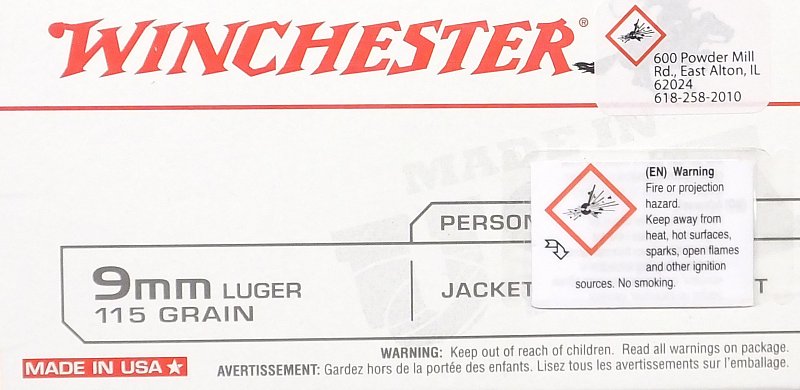 WINCHESTER®
600 Powder Mill
Rd., East Alton, IL
62024
618-258-2010
MADE IN
(EN) Warning
Fire or projection
hazard.
Keep away from
heat, hot surfaces,
sparks, open flames
and other ignition
sources. No smoking.
PERSON
9mm LUGER
115 GRAIN
JACKET
T
MADE IN USA★
WARNING: Keep out of reach of children. Read all warnings on package.
AVERTISSEMENT: Gardez hors de la portée des enfants. Lisez tous les avertissements sur l'emballage.